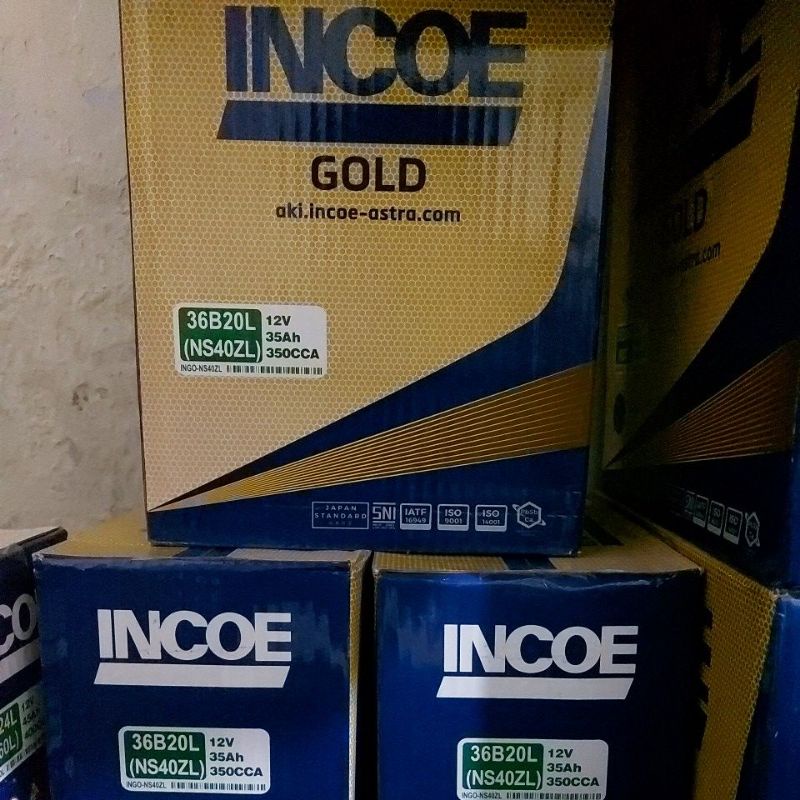 INCOE
GOLD
aki.incoe-astra.com
36B20L
(NS40ZL)
12V
35Ah
350CCA
INGO-NS40ZL
JAPAN
STANDARD
SNI
IATF
16949
ISO
9001
ISO
14001
INCOE
36B20L
(NS40ZL)
12V
35Ah
350CCA
INGO-NS40ZL
INCOE
36B20L
(NS40ZL)
12V
35Ah
350CCA
INGO-NS40ZL